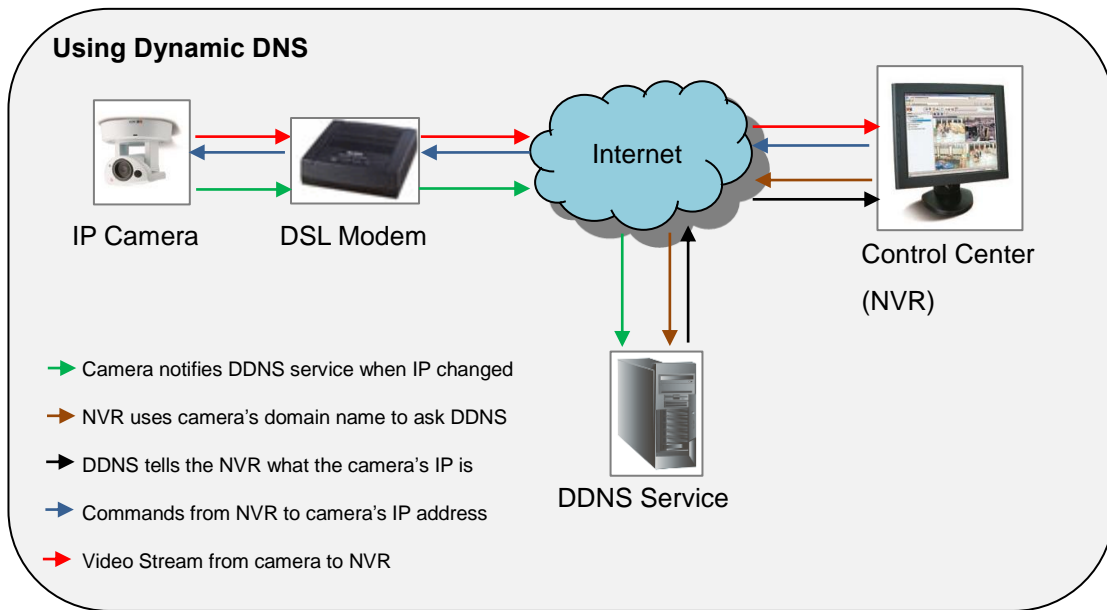 Using Dynamic DNS
Internet
IP Camera
DSL Modem
Control Center
(NVR)
Camera notifies DDNS service when IP changed
NVR uses camera’s domain name to ask DDNS
DDNS tells the NVR what the camera’s IP is
Commands from NVR to camera’s IP address
Video Stream from camera to NVR
DDNS Service